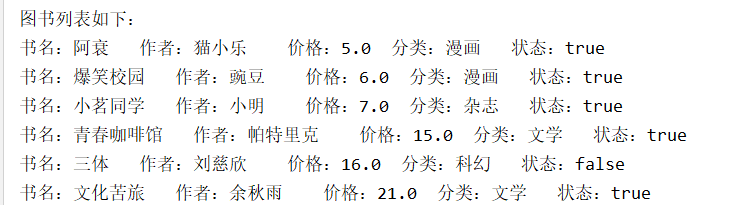 图书列表如下:
书名: 阿衰 作者: 猫小乐 价格: 5.0 分类: 漫画 状态: true
书名: 爆笑校园 作者: 豌豆 价格: 6.0 分类: 漫画 状态: true
书名: 小茗同学 作者: 小明 价格: 7.0 分类: 杂志 状态: true
书名: 青春咖啡馆 作者: 帕特里克 价格: 15.0 分类: 文学 状态: true
书名: 三体 作者: 刘慈欣 价格: 16.0 分类: 科幻 状态: false
书名: 文化苦旅 作者: 余秋雨 价格: 21.0 分类: 文学 状态: true